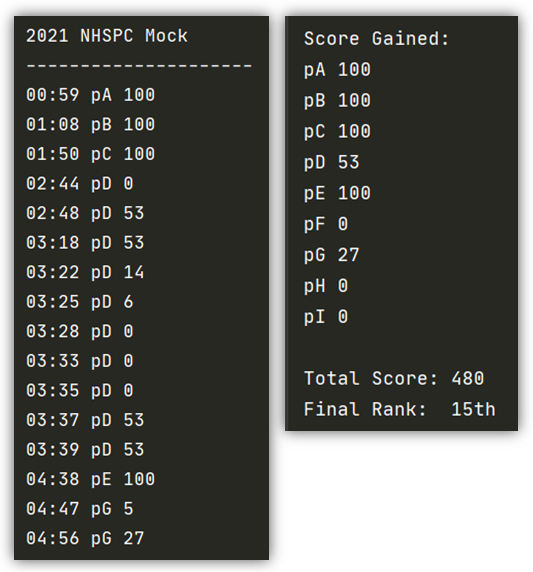 2021 NHSPC Mock
---------------------
00:59 pA 100
01:08 pB 100
01:50 pC 100
02:44 pD 0
02:48 pD 53
03:18 pD 53
03:22 pD 14
03:25 pD 6
03:28 pD 0
03:33 pD 0
03:35 pD 0
03:37 pD 53
03:39 pD 53
04:38 pE 100
04:47 pG 5
04:56 pG 27
Score Gained:
pA 100
pB 100
pC 100
pD 53
pE 100
pF 0
pG 27
pH 0
pI 0
Total Score: 480
Final Rank:  15th